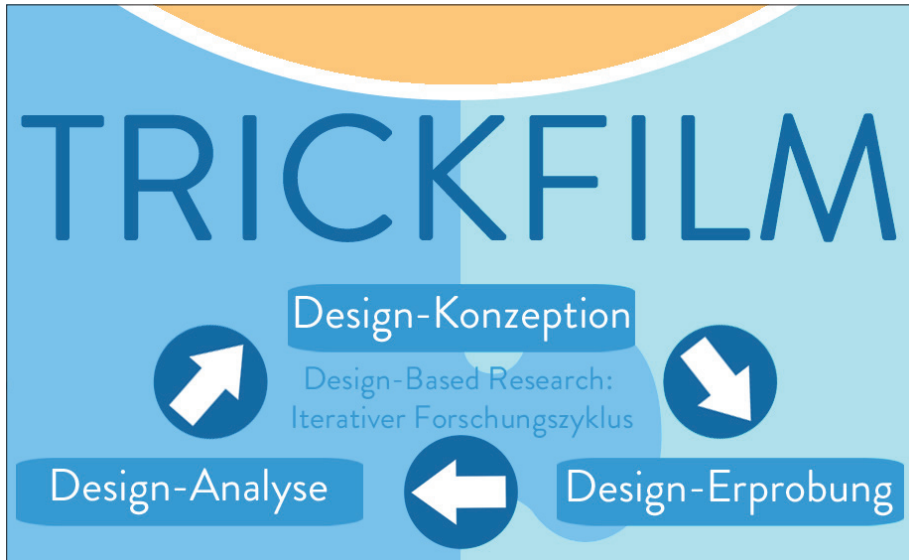 TRICKFILM
Design-Konzeption
Design-Based Research:
Iterativer Forschungszyklus
Design-Analyse
Design-Erprobung